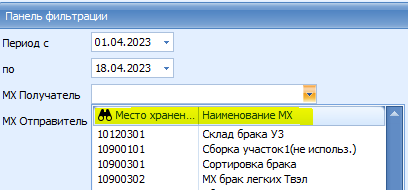 Панель фильтрации
Период с 01.04.2023
по 18.04.2023
МХ Получатель
МХ Отправитель
Место хранен... Наименование МХ
10120301 Склад брака УЗ
10900101 Сборка участок1(не использ.)
10900301 Сортировка брака
10900302 МХ брак легких Твэл